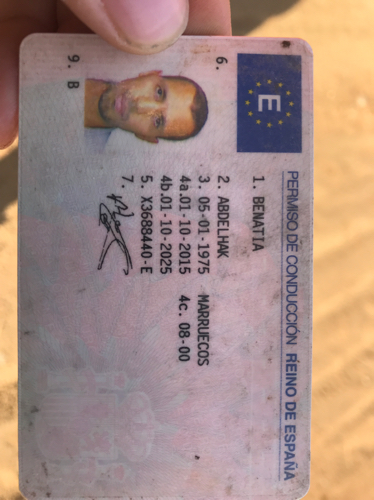 PERMISO DE CONDUCCIÓN REINO DE ESPAÑA
E
1. BENATIA
2. ABDELHAK
3. 05-01-1975 MARRUECOS
4a.01-10-2015 4c. 08-00
4b.01-10-2025
5. X3688440-E
6.
7.
9. B